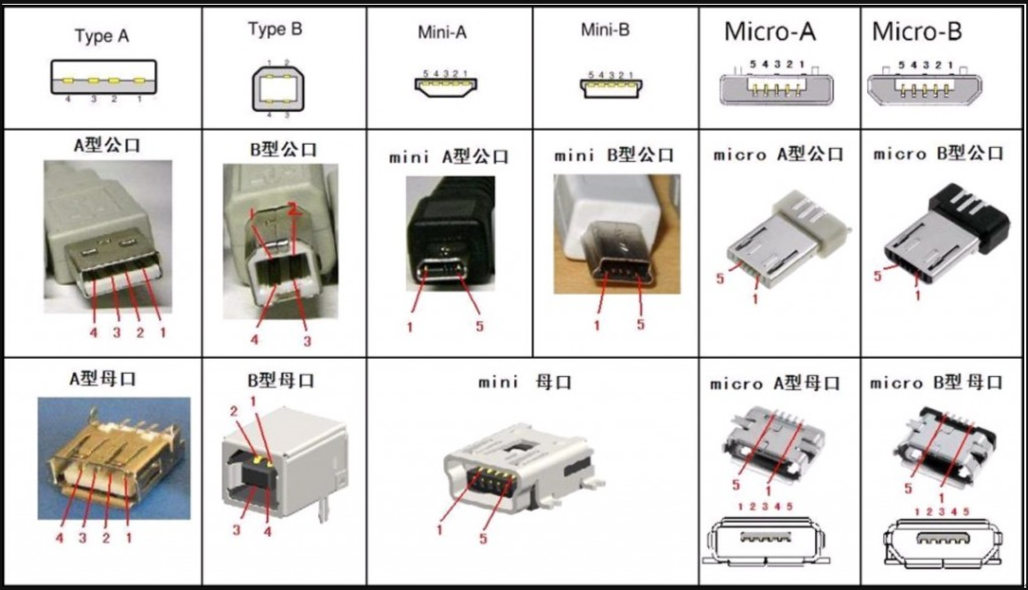 Type A
Type B
Mini-A
Mini-B
Micro-A
Micro-B
4 3 2 1
1 2
4 3
5 4 3 2 1
5 4 3 2 1
5 4 3 2 1
5 4 3 2 1
A型公口
B型公口
mini A型公口
mini B型公口
micro A型公口
micro B型公口
4 3 2 1
1 2
4 3
1 5
1 5
5 1
5 1
A型母口
B型母口
mini 母口
micro A型母口
micro B型母口
4 3 2 1
2 1
3 4
1 5
5 1
1 2 3 4 5
5 1
1 2 3 4 5